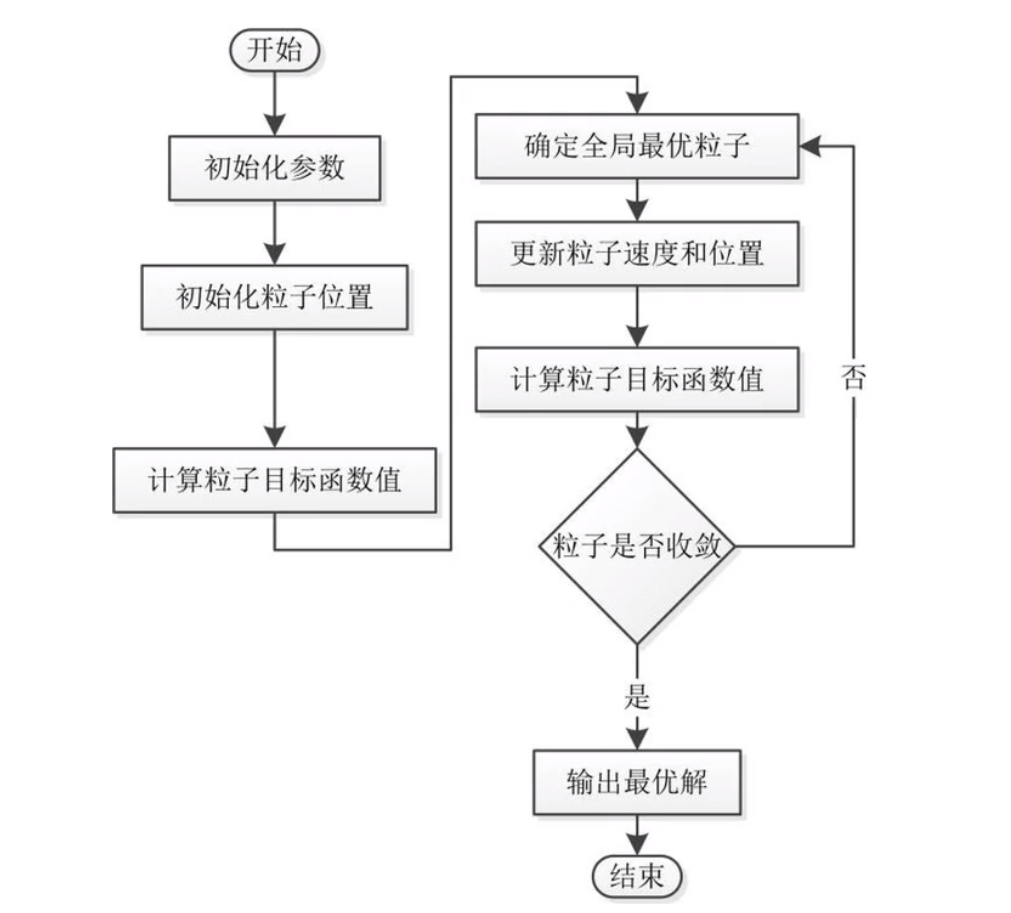 开始
初始化参数
初始化粒子位置
计算粒子目标函数值
确定全局最优粒子
更新粒子速度和位置
计算粒子目标函数值
否
粒子是否收敛
是
输出最优解
结束